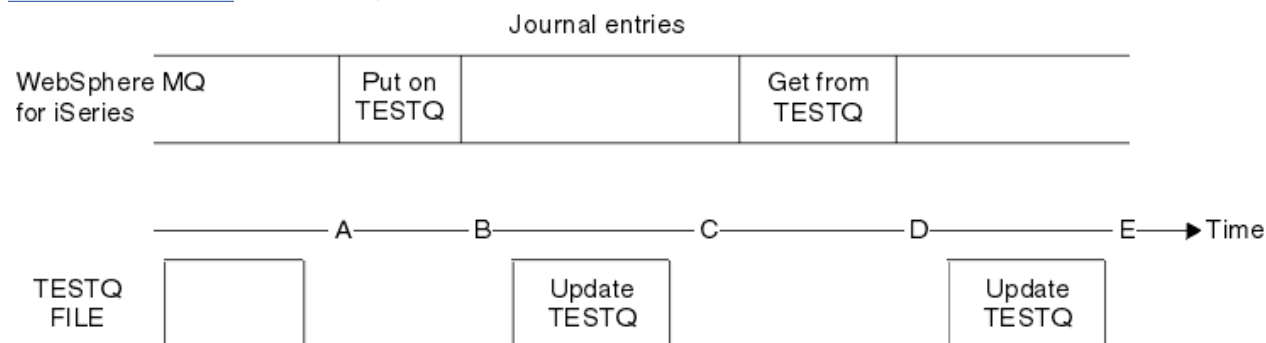 Journal entries
WebSphere MQ
for iSeries
Put on
TESTQ
Get from
TESTQ
A B C D E Time
TESTQ
FILE
Update
TESTQ
Update
TESTQ